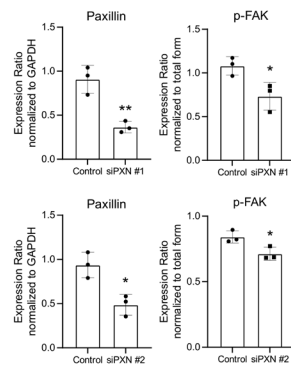 Paxillin
Expression Ratio
normalized to GAPDH
1.5
1.0
0.5
0.0
**
Control siPXN #1
p-FAK
Expression Ratio
normalized to total form
1.5
1.0
0.5
0.0
*
Control siPXN #1
Paxillin
Expression Ratio
normalized to GAPDH
1.5
1.0
0.5
0.0
*
Control siPXN #2
p-FAK
Expression Ratio
normalized to total form
1.0
0.5
0.0
*
Control siPXN #2